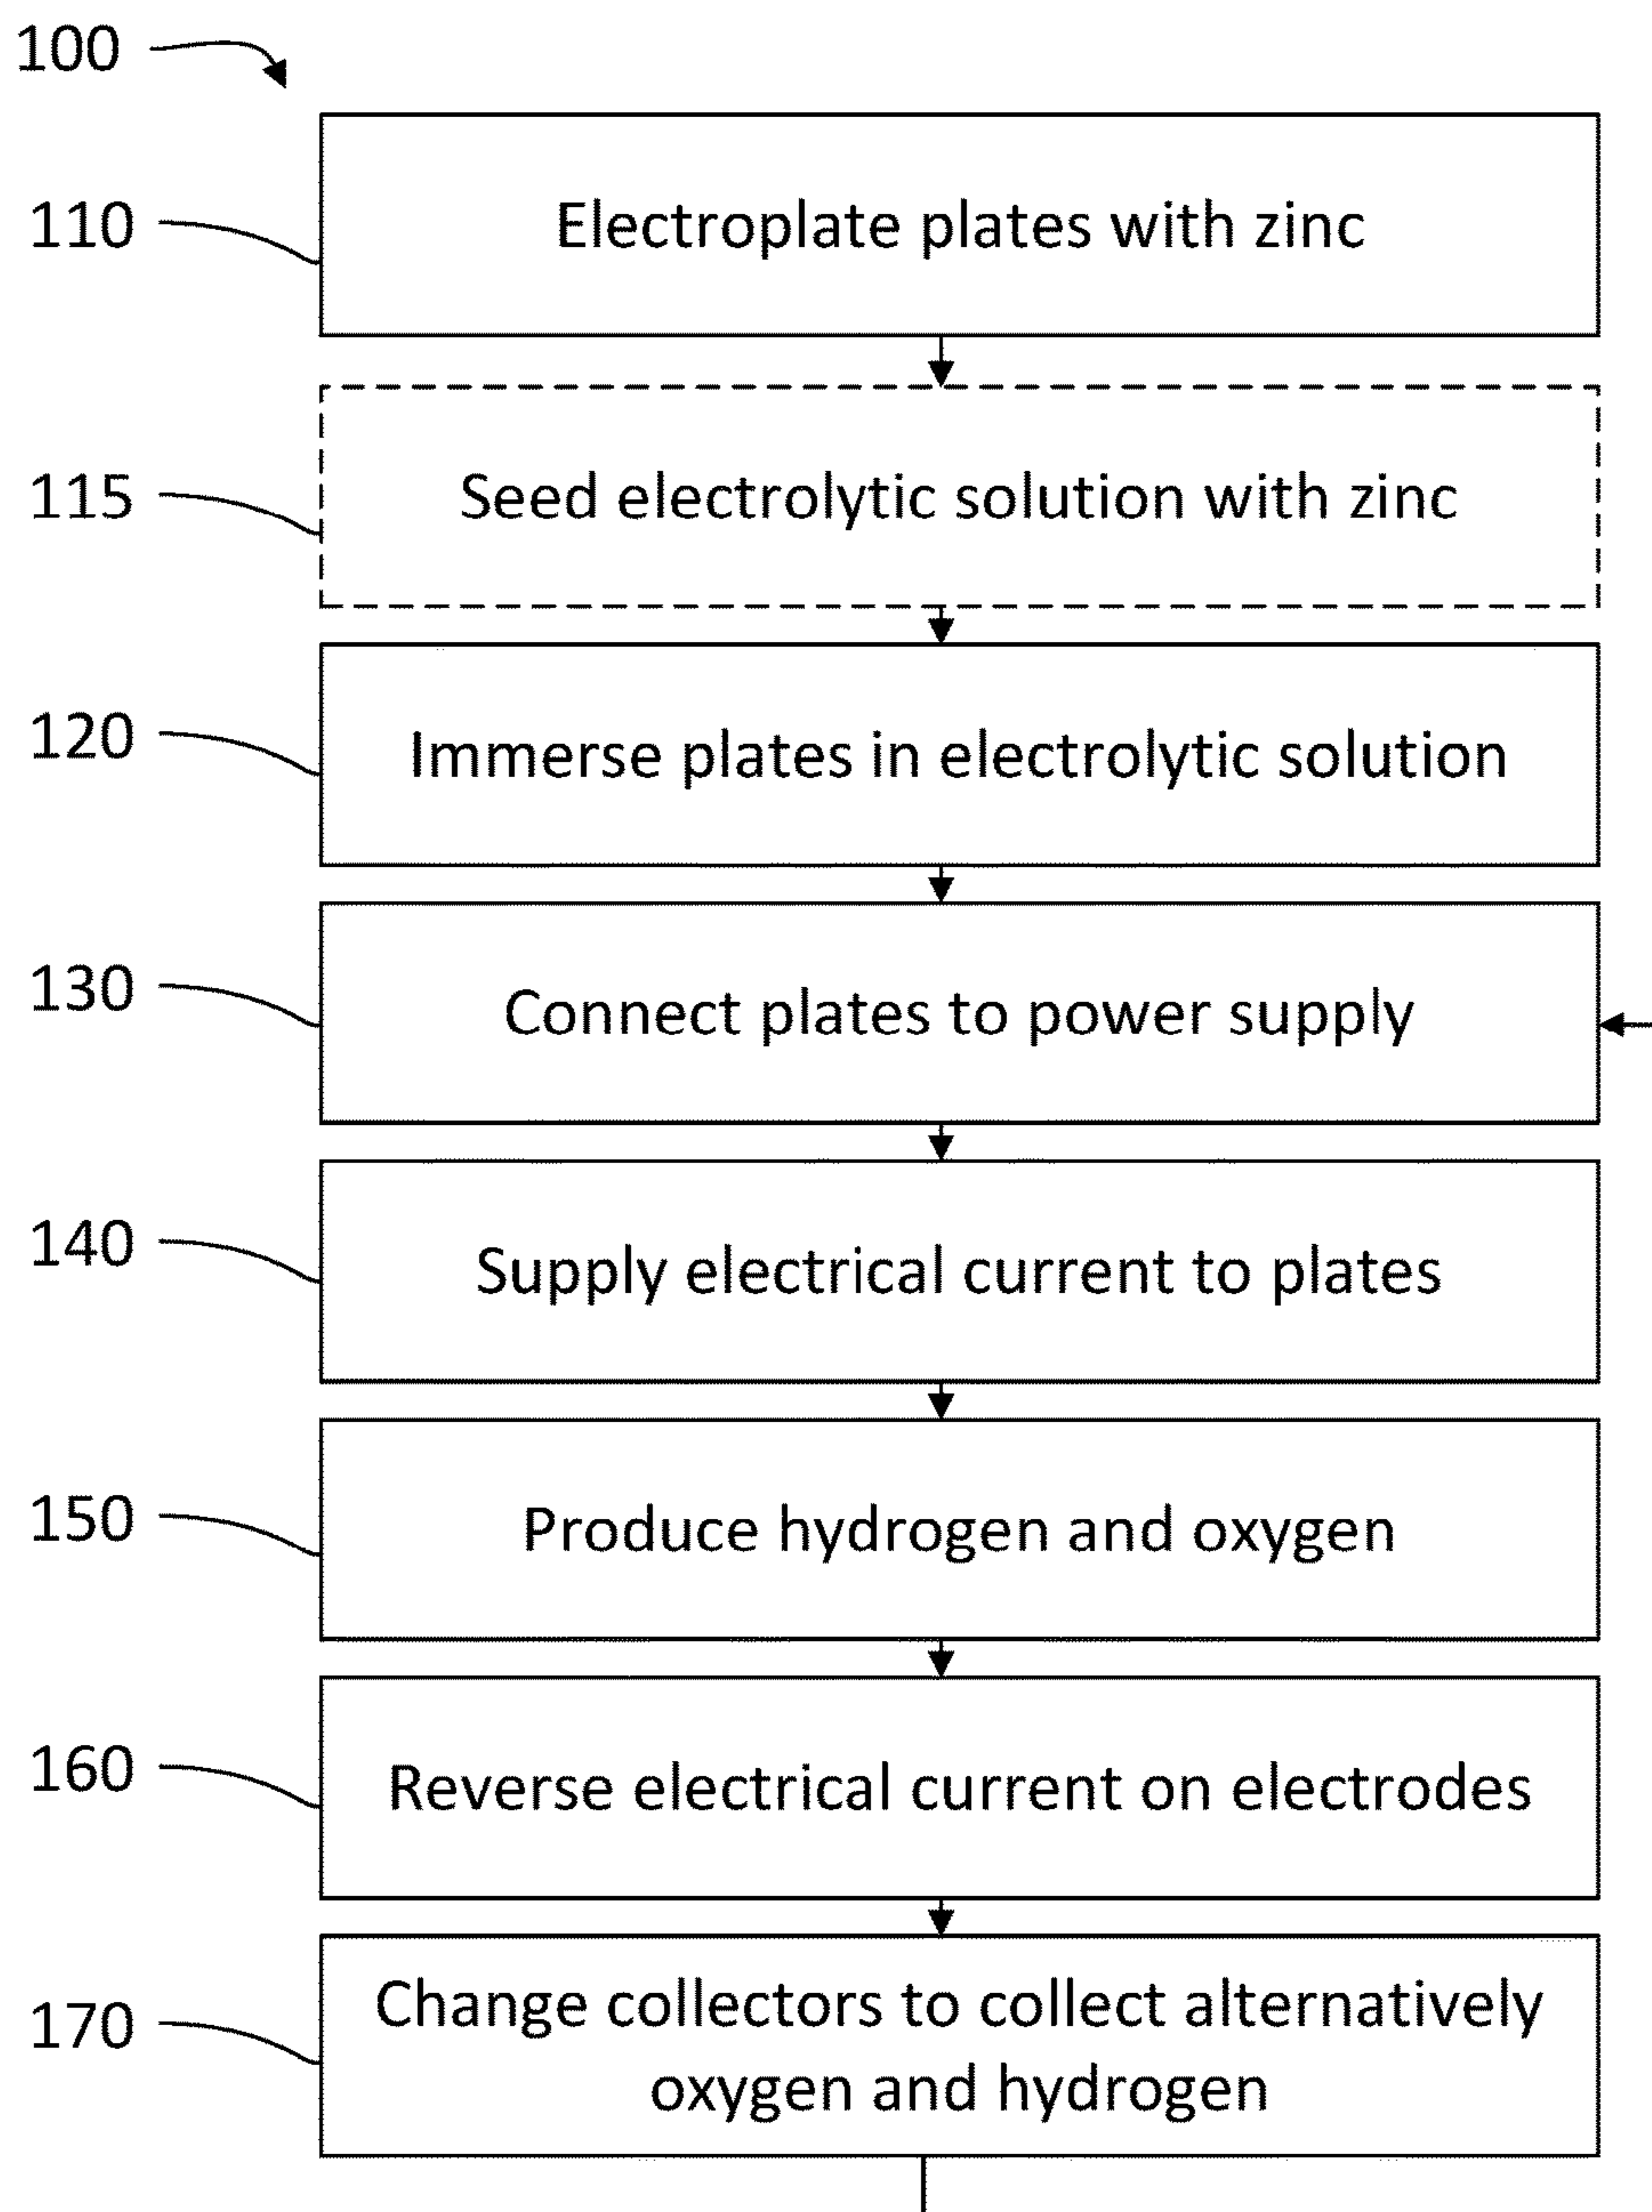 100
110
Electroplate plates with zinc
115
Seed electrolytic solution with zinc
120
Immerse plates in electrolytic solution
130
Connect plates to power supply
140
Supply electrical current to plates
150
Produce hydrogen and oxygen
160
Reverse electrical current on electrodes
170
Change collectors to collect alternatively
oxygen and hydrogen